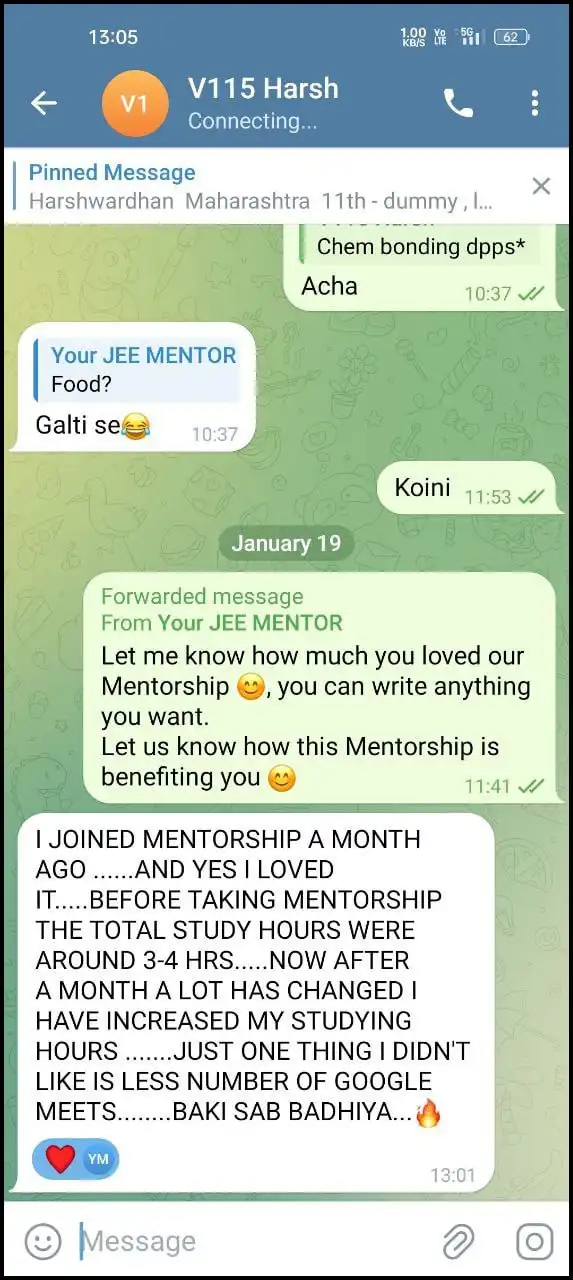 13:05
1.00 KB/S Yo LTE 5G 62
V1
V115 Harsh
Connecting...
Pinned Message
Harshwardhan Maharashtra 11th - dummy , l...
Chem bonding dpps*
Acha
10:37
Your JEE MENTOR
Food?
Galti se😂
10:37
Koini
11:53
January 19
Forwarded message
From Your JEE MENTOR
Let me know how much you loved our
Mentorship 😊, you can write anything
you want.
Let us know how this Mentorship is
benefiting you 😊
11:41
I JOINED MENTORSHIP A MONTH
AGO ......AND YES I LOVED
IT.....BEFORE TAKING MENTORSHIP
THE TOTAL STUDY HOURS WERE
AROUND 3-4 HRS.....NOW AFTER
A MONTH A LOT HAS CHANGED I
HAVE INCREASED MY STUDYING
HOURS .......JUST ONE THING I DIDN'T
LIKE IS LESS NUMBER OF GOOGLE
MEETS........BAKI SAB BADHIYA...🔥
❤️ YM
13:01
Message